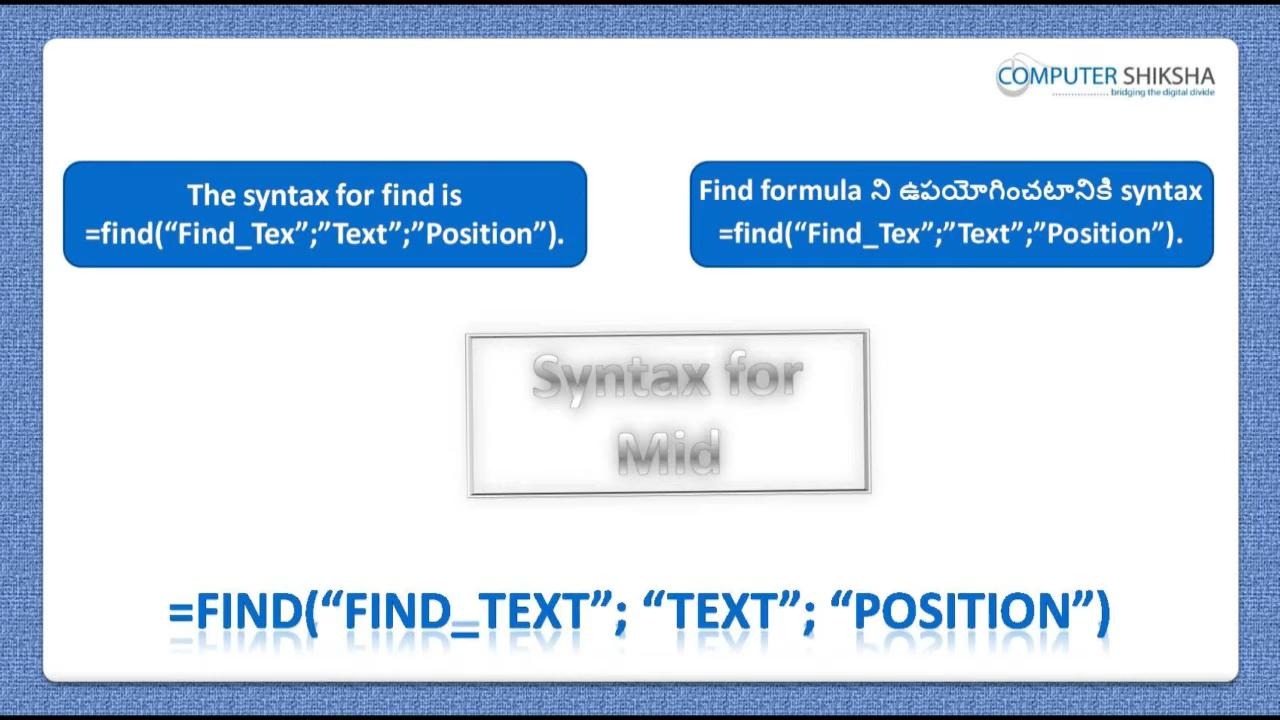 COMPUTER SHIKSHA
.................. bridging the digital divide
The syntax for find is
=find(“Find_Tex”;”Text”;”Position”).
Find formula ని ఉపయోగించటానికి syntax
=find(“Find_Tex”;”Text”;”Position”).
Syntax for
Mid
=FIND(“FIND_TEXT”; “TEXT”; “POSITION”)